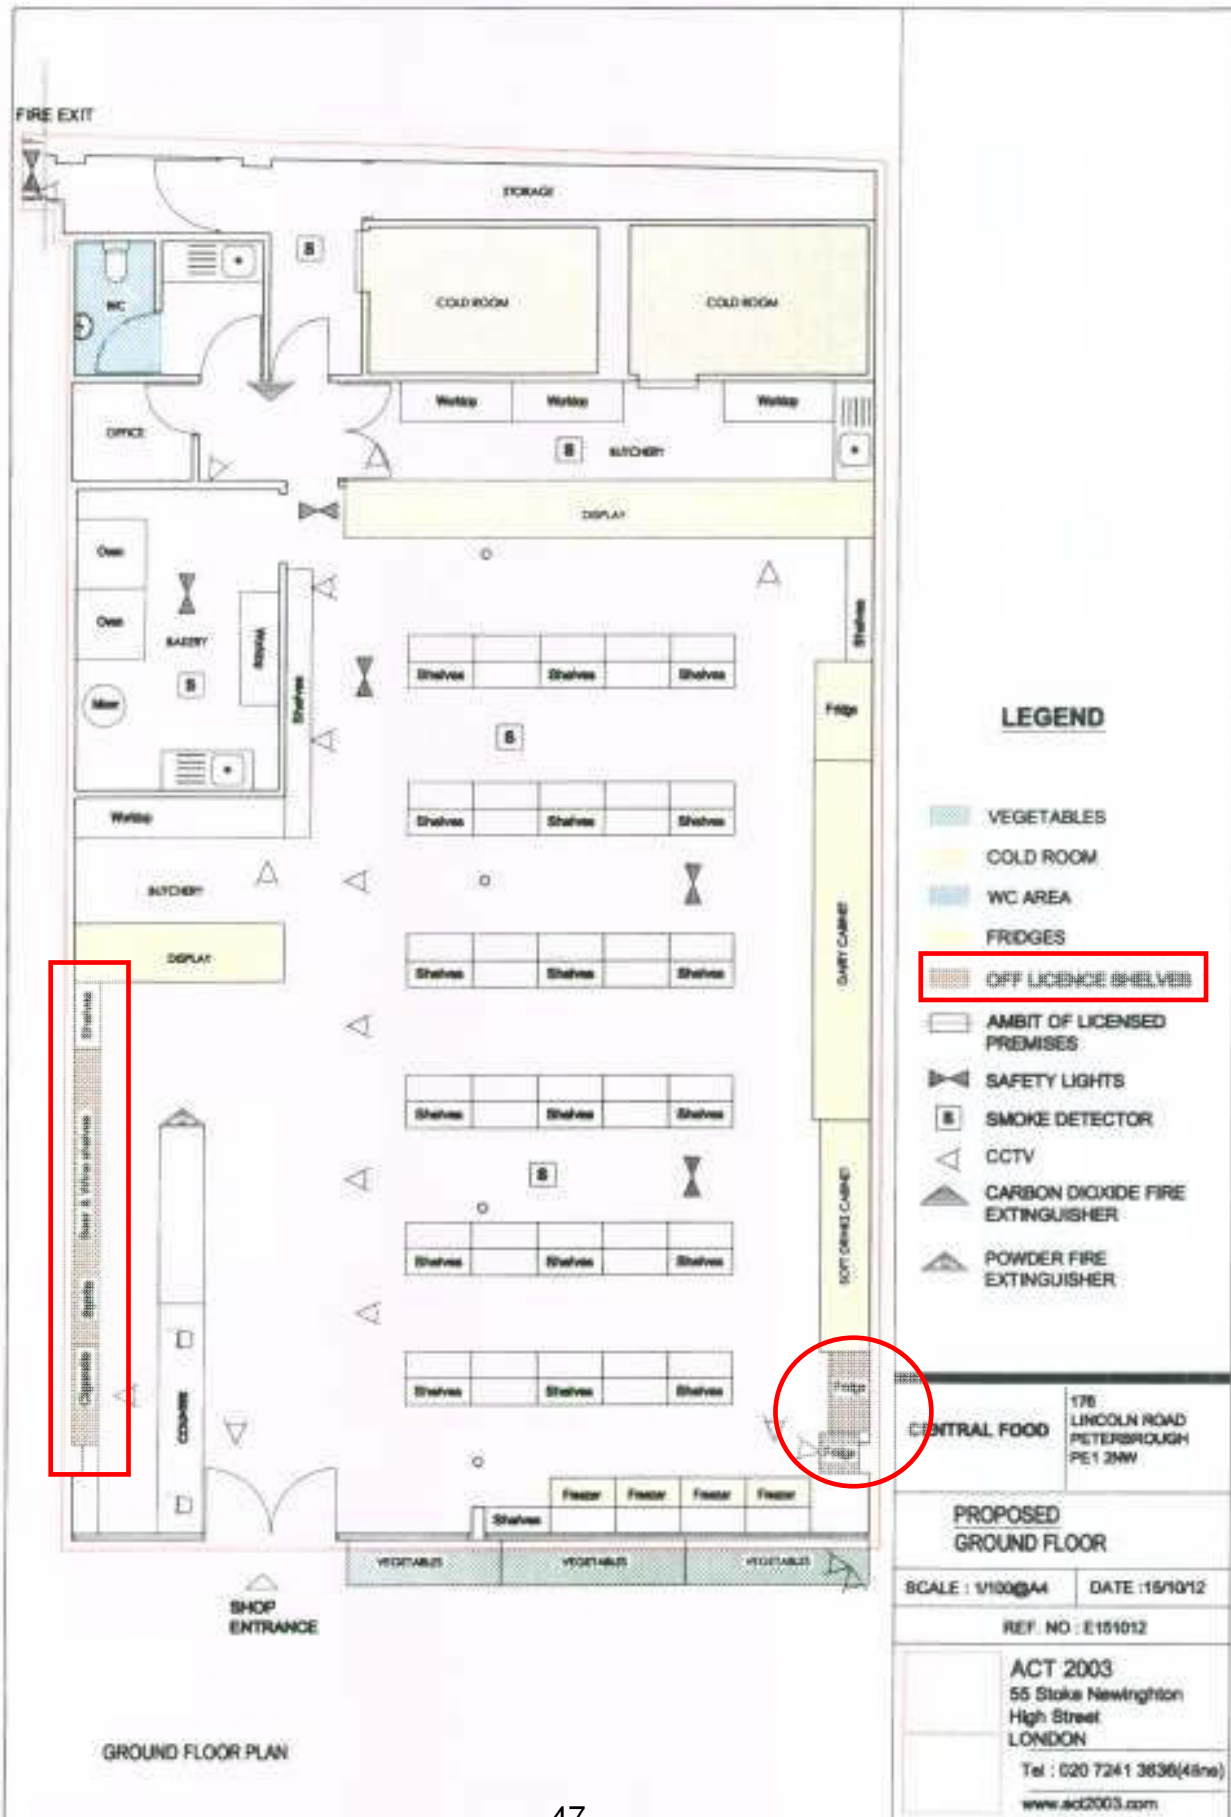 FIRE EXIT
STORAGE
S
WC
COLD ROOM
COLD ROOM
Worktop
Worktop
Worktop
OFFICE
S
BUTCHERY
DISPLAY
Oven
Oven
BAKERY
Worktop
S
Mixer
Shelves
Shelves
Shelves
Shelves
Shelves
Fridge
S
Worktop
Shelves
Shelves
Shelves
BUTCHERY
DISPLAY
DAIRY CABINET
Shelves
Shelves
Shelves
Shelves
Beer & Wine shelves
Spirits
Cigarette
COUNTER
Shelves
Shelves
Shelves
S
SOFT DRINKS CABINET
Shelves
Shelves
Shelves
Shelves
Shelves
Shelves
Fridge
Fridge
Freezer
Freezer
Freezer
Freezer
Shelves
VEGETABLES
VEGETABLES
VEGETABLES
SHOP
ENTRANCE
GROUND FLOOR PLAN
LEGEND
VEGETABLES
COLD ROOM
WC AREA
FRIDGES
OFF LICENCE SHELVES
AMBIT OF LICENSED
PREMISES
SAFETY LIGHTS
S
SMOKE DETECTOR
CCTV
CARBON DIOXIDE FIRE
EXTINGUISHER
POWDER FIRE
EXTINGUISHER
CENTRAL FOOD
176
LINCOLN ROAD
PETERBROUGH
PE1 2NW
PROPOSED
GROUND FLOOR
SCALE : 1/100@A4
DATE :15/10/12
REF. NO : E151012
ACT 2003
55 Stoke Newinghton
High Street
LONDON
Tel : 020 7241 3636(4line)
www.act2003.com
47